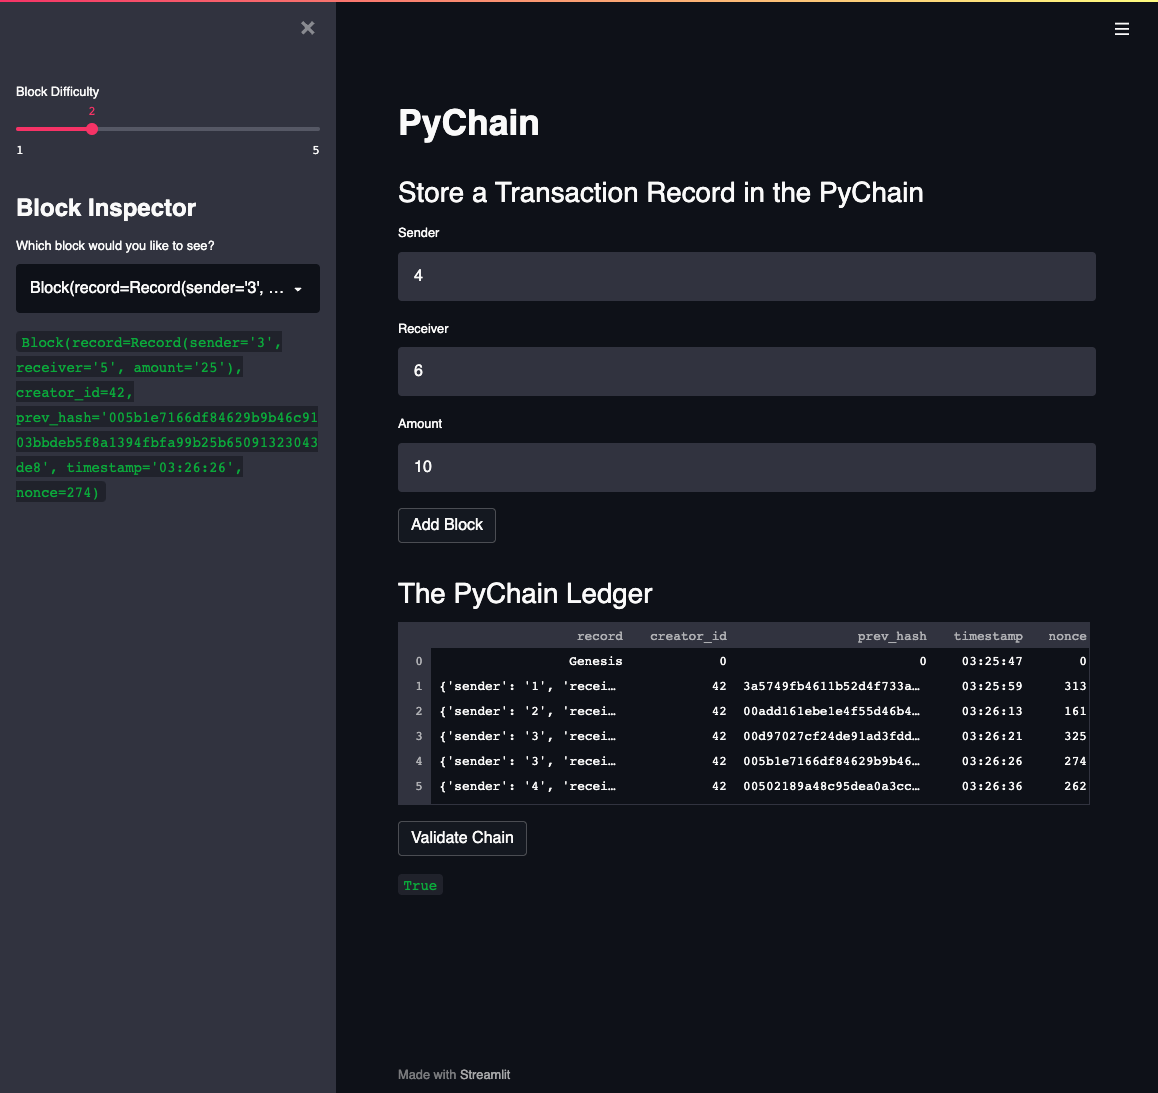 Block Difficulty
2
1 5
Block Inspector
Which block would you like to see?
Block(record=Record(sender='3', ...
Block(record=Record(sender='3',
receiver='5', amount='25'),
creator_id=42,
prev_hash='005b1e7166df84629b9b46c91
03bbdeb5f8a1394fbfa99b25b65091323043
de8', timestamp='03:26:26',
nonce=274)
PyChain
Store a Transaction Record in the PyChain
Sender
4
Receiver
6
Amount
10
Add Block
The PyChain Ledger
record creator_id prev_hash timestamp nonce
0 Genesis 0 0 03:25:47 0
1 {'sender': '1', 'recei… 42 3a5749fb4611b52d4f733a… 03:25:59 313
2 {'sender': '2', 'recei… 42 00add161ebe1e4f55d46b4… 03:26:13 161
3 {'sender': '3', 'recei… 42 00d97027cf24de91ad3fdd… 03:26:21 325
4 {'sender': '3', 'recei… 42 005b1e7166df84629b9b46… 03:26:26 274
5 {'sender': '4', 'recei… 42 00502189a48c95dea0a3cc… 03:26:36 262
Validate Chain
True
Made with Streamlit